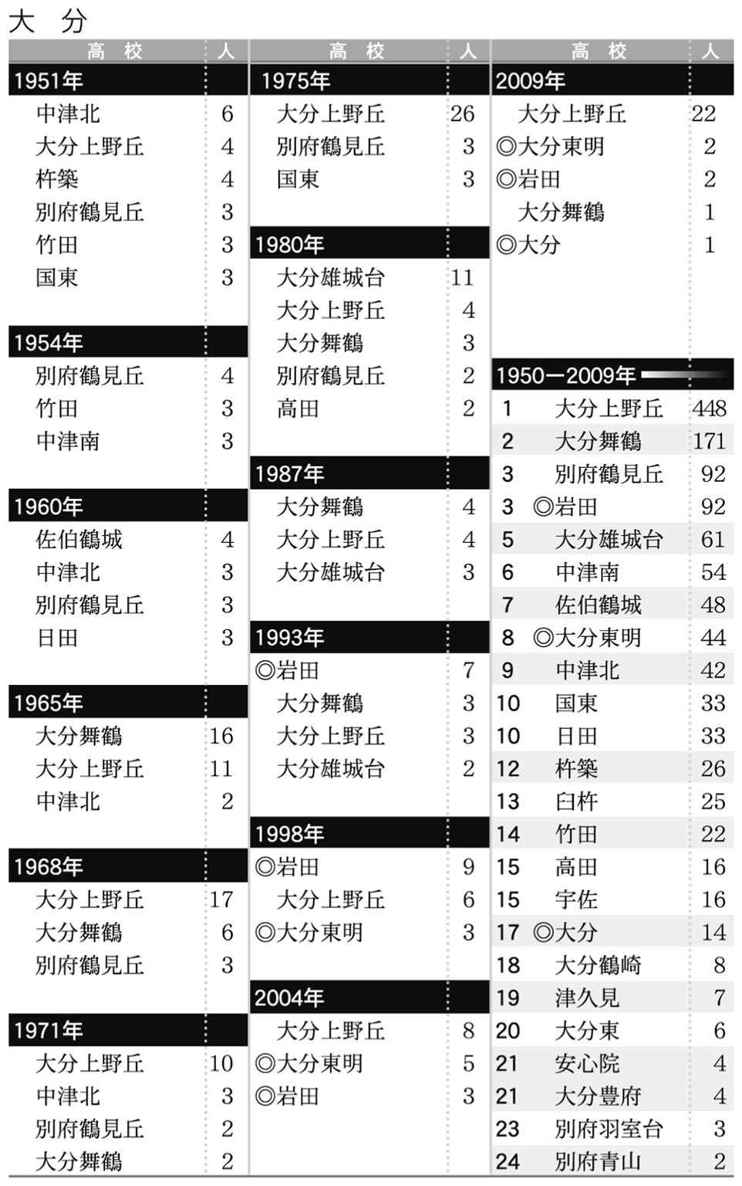 大 分
高 校 人
1951年
中津北 6
大分上野丘 4
杵築 4
別府鶴見丘 3
竹田 3
国東 3
1954年
別府鶴見丘 4
竹田 3
中津南 3
1960年
佐伯鶴城 4
中津北 3
別府鶴見丘 3
日田 3
1965年
大分舞鶴 16
大分上野丘 11
中津北 2
1968年
大分上野丘 17
大分舞鶴 6
別府鶴見丘 3
1971年
大分上野丘 10
中津北 3
別府鶴見丘 2
大分舞鶴 2
高 校 人
1975年
大分上野丘 26
別府鶴見丘 3
国東 3
1980年
大分雄城台 11
大分上野丘 4
大分舞鶴 3
別府鶴見丘 2
高田 2
1987年
大分舞鶴 4
大分上野丘 4
大分雄城台 3
1993年
◎岩田 7
大分舞鶴 3
大分上野丘 3
大分雄城台 2
1998年
◎岩田 9
大分上野丘 6
◎大分東明 3
2004年
大分上野丘 8
◎大分東明 5
◎岩田 3
高 校 人
2009年
大分上野丘 22
◎大分東明 2
◎岩田 2
大分舞鶴 1
◎大分 1
1950ー2009年
1 大分上野丘 448
2 大分舞鶴 171
3 別府鶴見丘 92
3 ◎岩田 92
5 大分雄城台 61
6 中津南 54
7 佐伯鶴城 48
8 ◎大分東明 44
9 中津北 42
10 国東 33
10 日田 33
12 杵築 26
13 臼杵 25
14 竹田 22
15 高田 16
15 宇佐 16
17 ◎大分 14
18 大分鶴崎 8
19 津久見 7
20 大分東 6
21 安心院 4
21 大分豊府 4
23 別府羽室台 3
24 別府青山 2